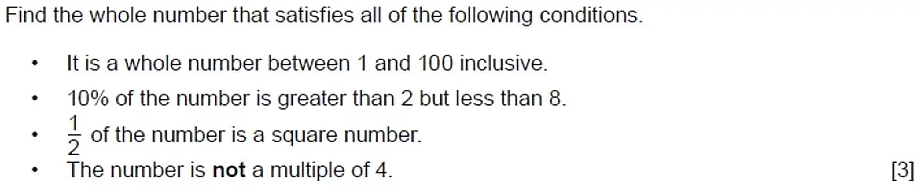 Find the whole number that satisfies all of the following conditions.
• It is a whole number between 1 and 100 inclusive.
• 10% of the number is greater than 2 but less than 8.
• 1/2 of the number is a square number.
• The number is not a multiple of 4. [3]